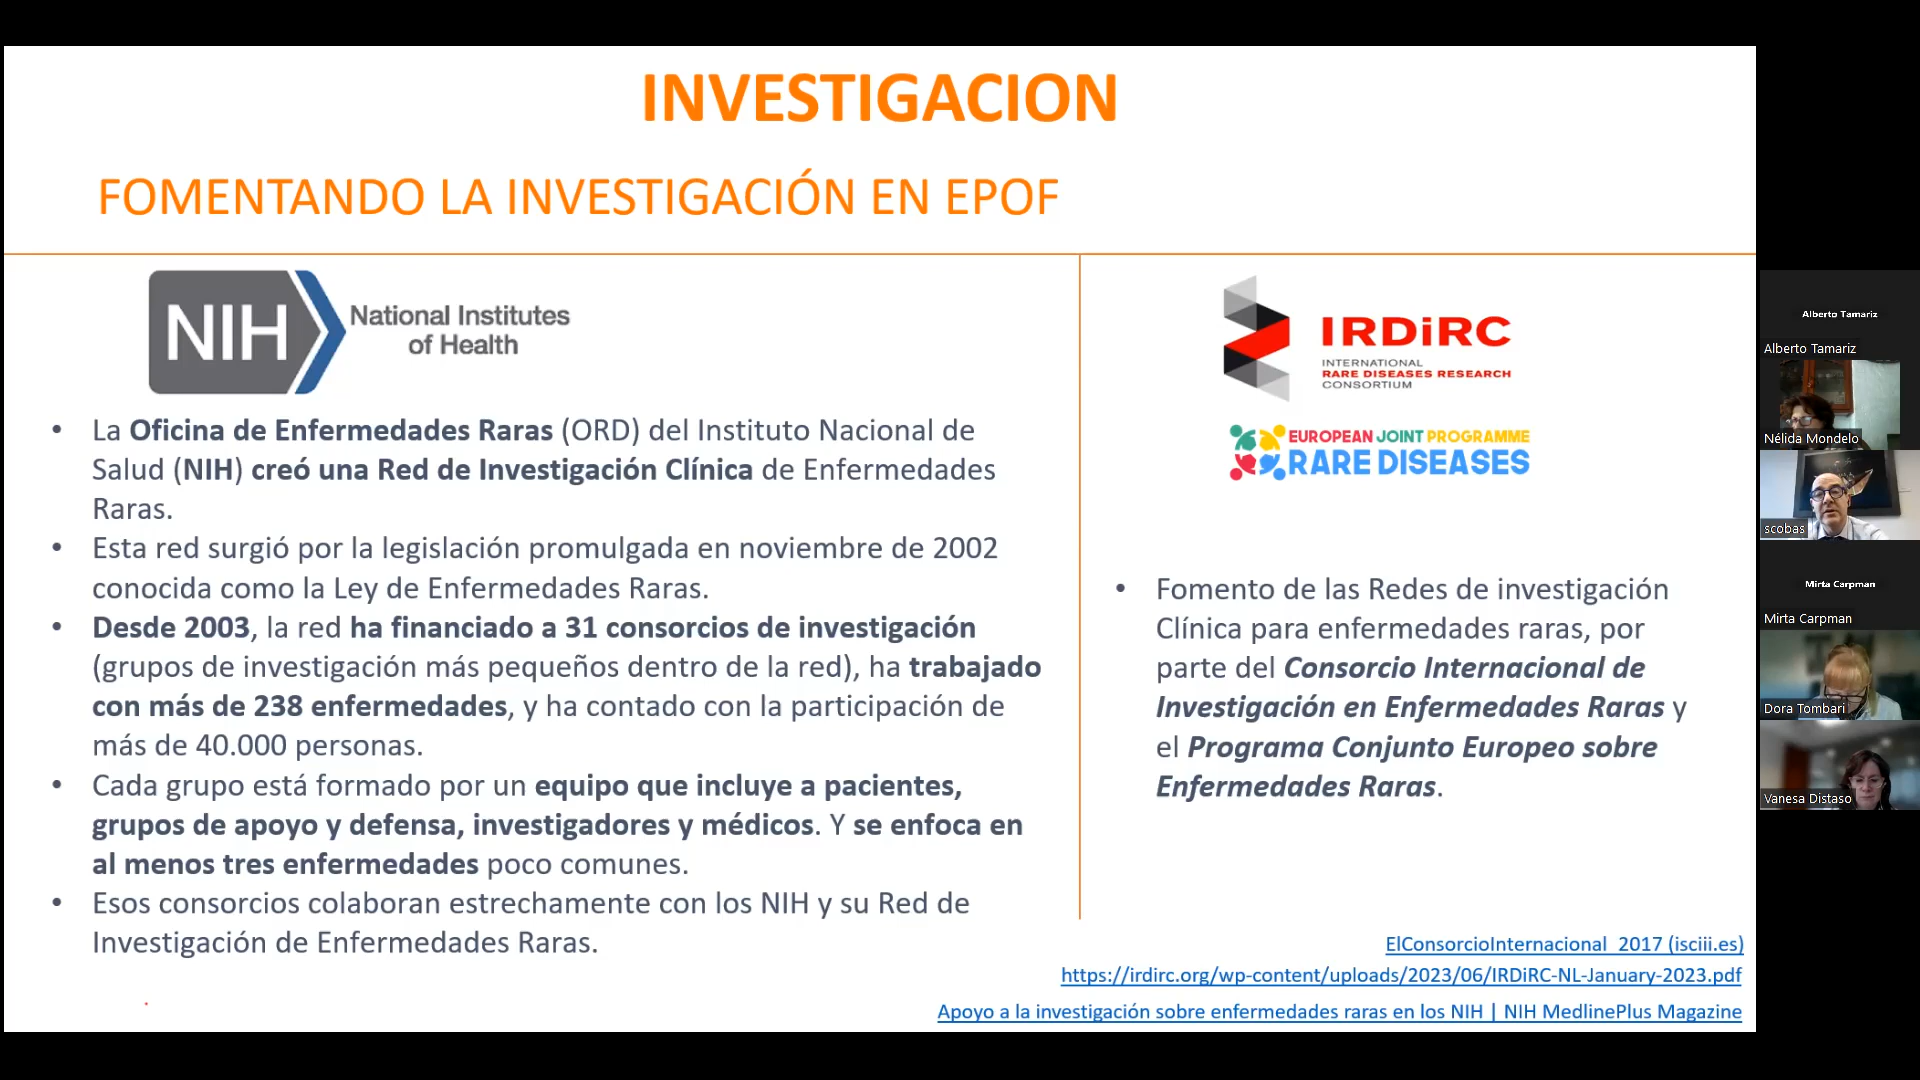 INVESTIGACION
FOMENTANDO LA INVESTIGACIÓN EN EPOF
NIH National Institutes
of Health
• La Oficina de Enfermedades Raras (ORD) del Instituto Nacional de
Salud (NIH) creó una Red de Investigación Clínica de Enfermedades
Raras.
• Esta red surgió por la legislación promulgada en noviembre de 2002
conocida como la Ley de Enfermedades Raras.
• Desde 2003, la red ha financiado a 31 consorcios de investigación
(grupos de investigación más pequeños dentro de la red), ha trabajado
con más de 238 enfermedades, y ha contado con la participación de
más de 40.000 personas.
• Cada grupo está formado por un equipo que incluye a pacientes,
grupos de apoyo y defensa, investigadores y médicos. Y se enfoca en
al menos tres enfermedades poco comunes.
• Esos consorcios colaboran estrechamente con los NIH y su Red de
Investigación de Enfermedades Raras.
IRDiRC
INTERNATIONAL
RARE DISEASES RESEARCH
CONSORTIUM
EUROPEAN JOINT PROGRAMME
RARE DISEASES
• Fomento de las Redes de investigación
Clínica para enfermedades raras, por
parte del Consorcio Internacional de
Investigación en Enfermedades Raras y
el Programa Conjunto Europeo sobre
Enfermedades Raras.
ElConsorcioInternacional 2017 (isciii.es)
https://irdirc.org/wp-content/uploads/2023/06/IRDiRC-NL-January-2023.pdf
Apoyo a la investigación sobre enfermedades raras en los NIH | NIH MedlinePlus Magazine
Alberto Tamariz
Alberto Tamariz
Nélida Mondelo
scobas
Mirta Carpman
Mirta Carpman
Dora Tombari
Vanesa Distaso